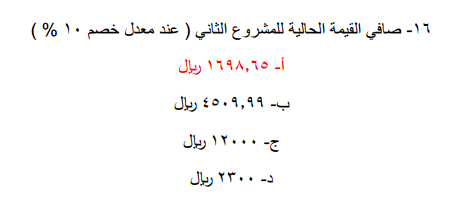 ١٦- صافي القيمة الحالية للمشروع الثاني ( عند معدل خصم ١٠ % )
أ- ١٦٩٨,٦٥ ريال
ب- ٤٥٠٩,٩٩ ريال
ج- ١٢٠٠٠ ريال
د- ٢٣٠٠ ريال